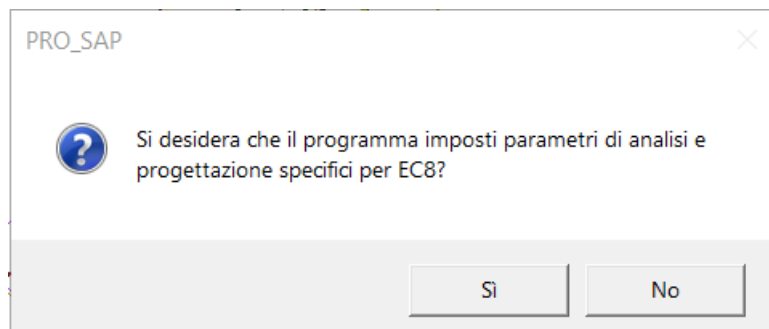 PRO_SAP
Si desidera che il programma imposti parametri di analisi e
progettazione specifici per EC8?
Sì
No